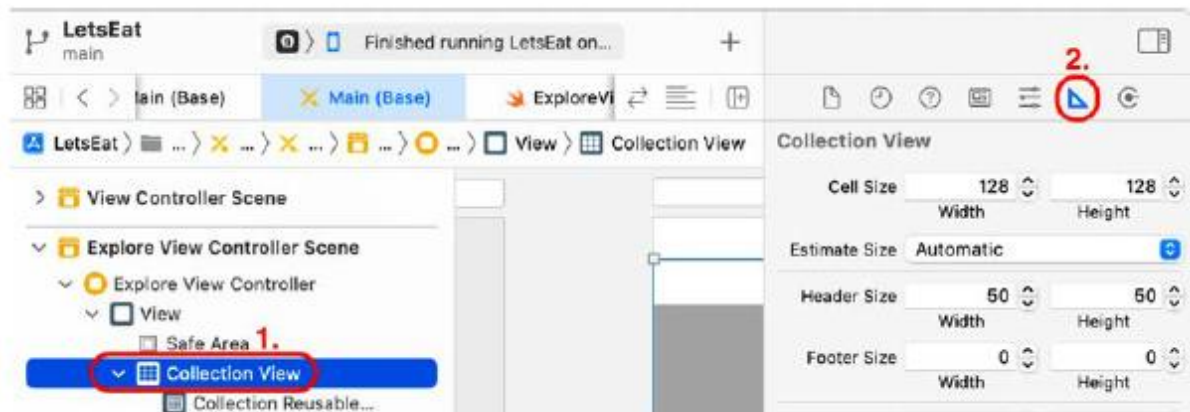 LetsEat
main
Finished running LetsEat on...
2.
lain (Base)
Main (Base)
ExploreVi
LetsEat
...
...
...
...
...
View
Collection View
View Controller Scene
Explore View Controller Scene
Explore View Controller
View
Safe Area
1.
Collection View
Collection Reusable...
Collection View
Cell Size 128 128
Width Height
Estimate Size Automatic
Header Size 50 50
Width Height
Footer Size 0 0
Width Height